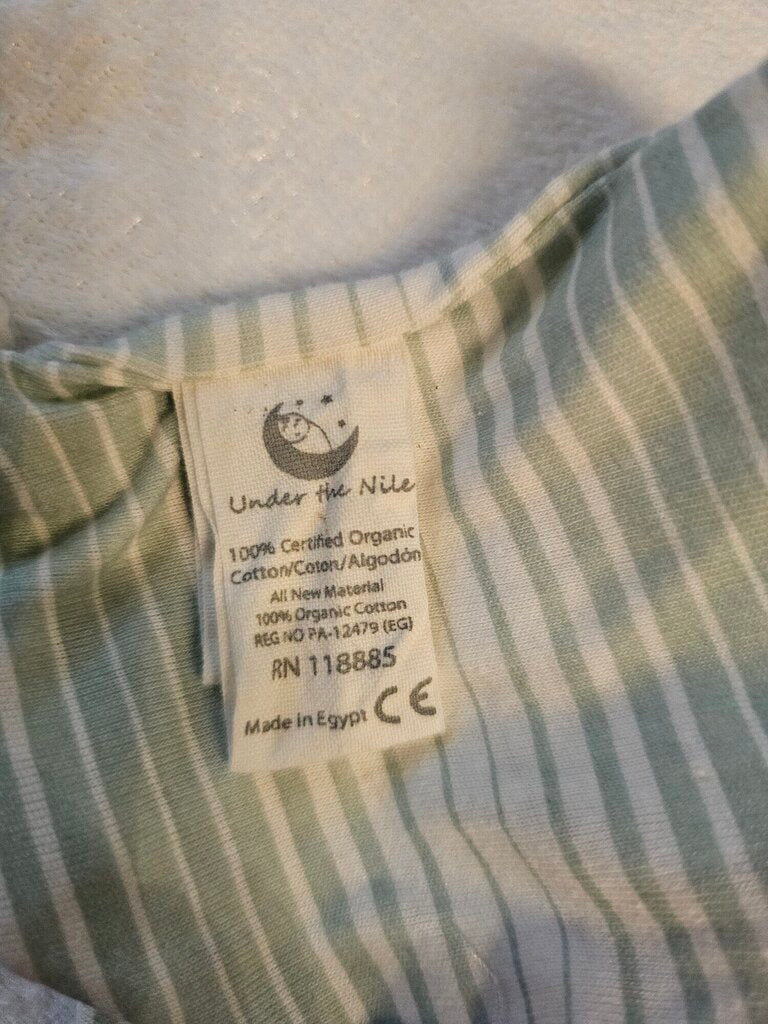 Under the Nile
100% Certified Organic
Cotton/Coton/Algodón
All New Material
100% Organic Cotton
REG NO PA-12479 (EG)
RN 118885
Made in Egypt CE